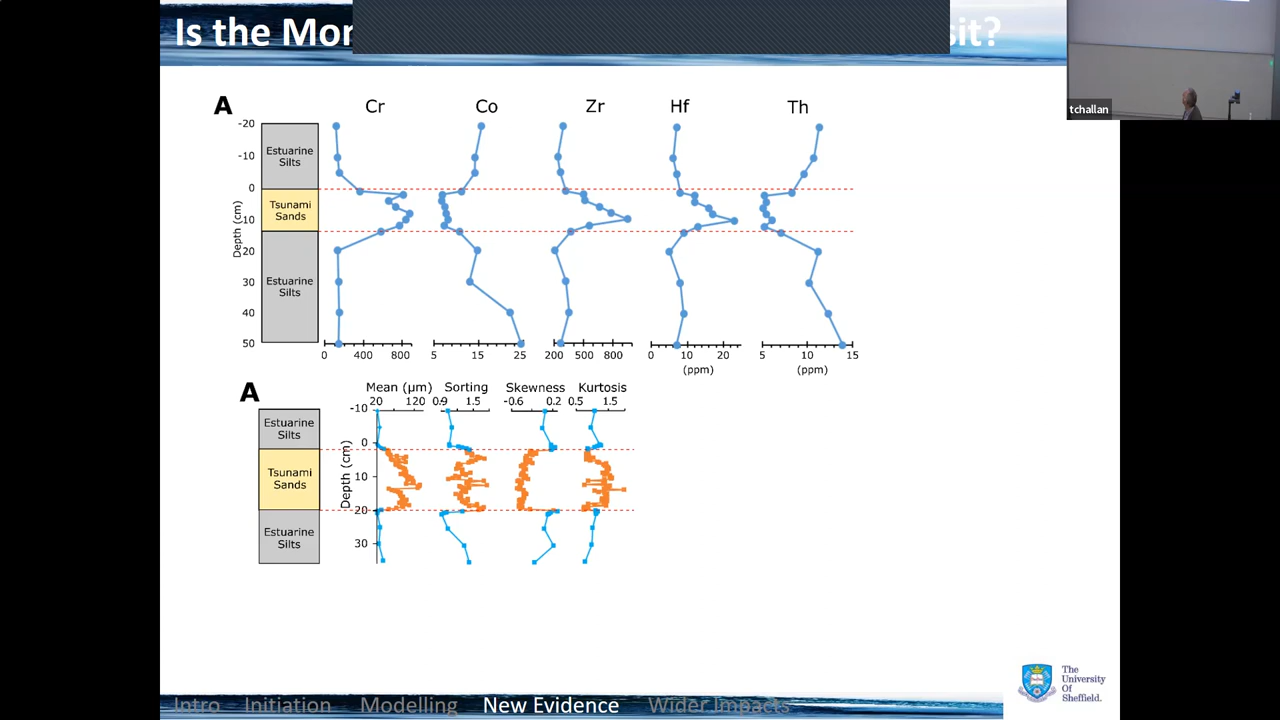 Is the Mor
sit?
tchallan
A
Cr Co Zr Hf Th
-20
-10
0
-10
20
30
40
50
Depth (cm)
Estuarine
Silts
Tsunami
Sands
Estuarine
Silts
0 400 800 5 15 25 200 500 800 0 10 20 5 10 15
(ppm) (ppm)
A
Mean (µm) Sorting Skewness Kurtosis
20 120 0.9 1.5 -0.6 0.2 0.5 1.5
-10
0
10
20
30
Depth (cm)
Estuarine
Silts
Tsunami
Sands
Estuarine
Silts
The
University
Of
Sheffield.
Intro Initiation Modelling New Evidence Wider Impacts